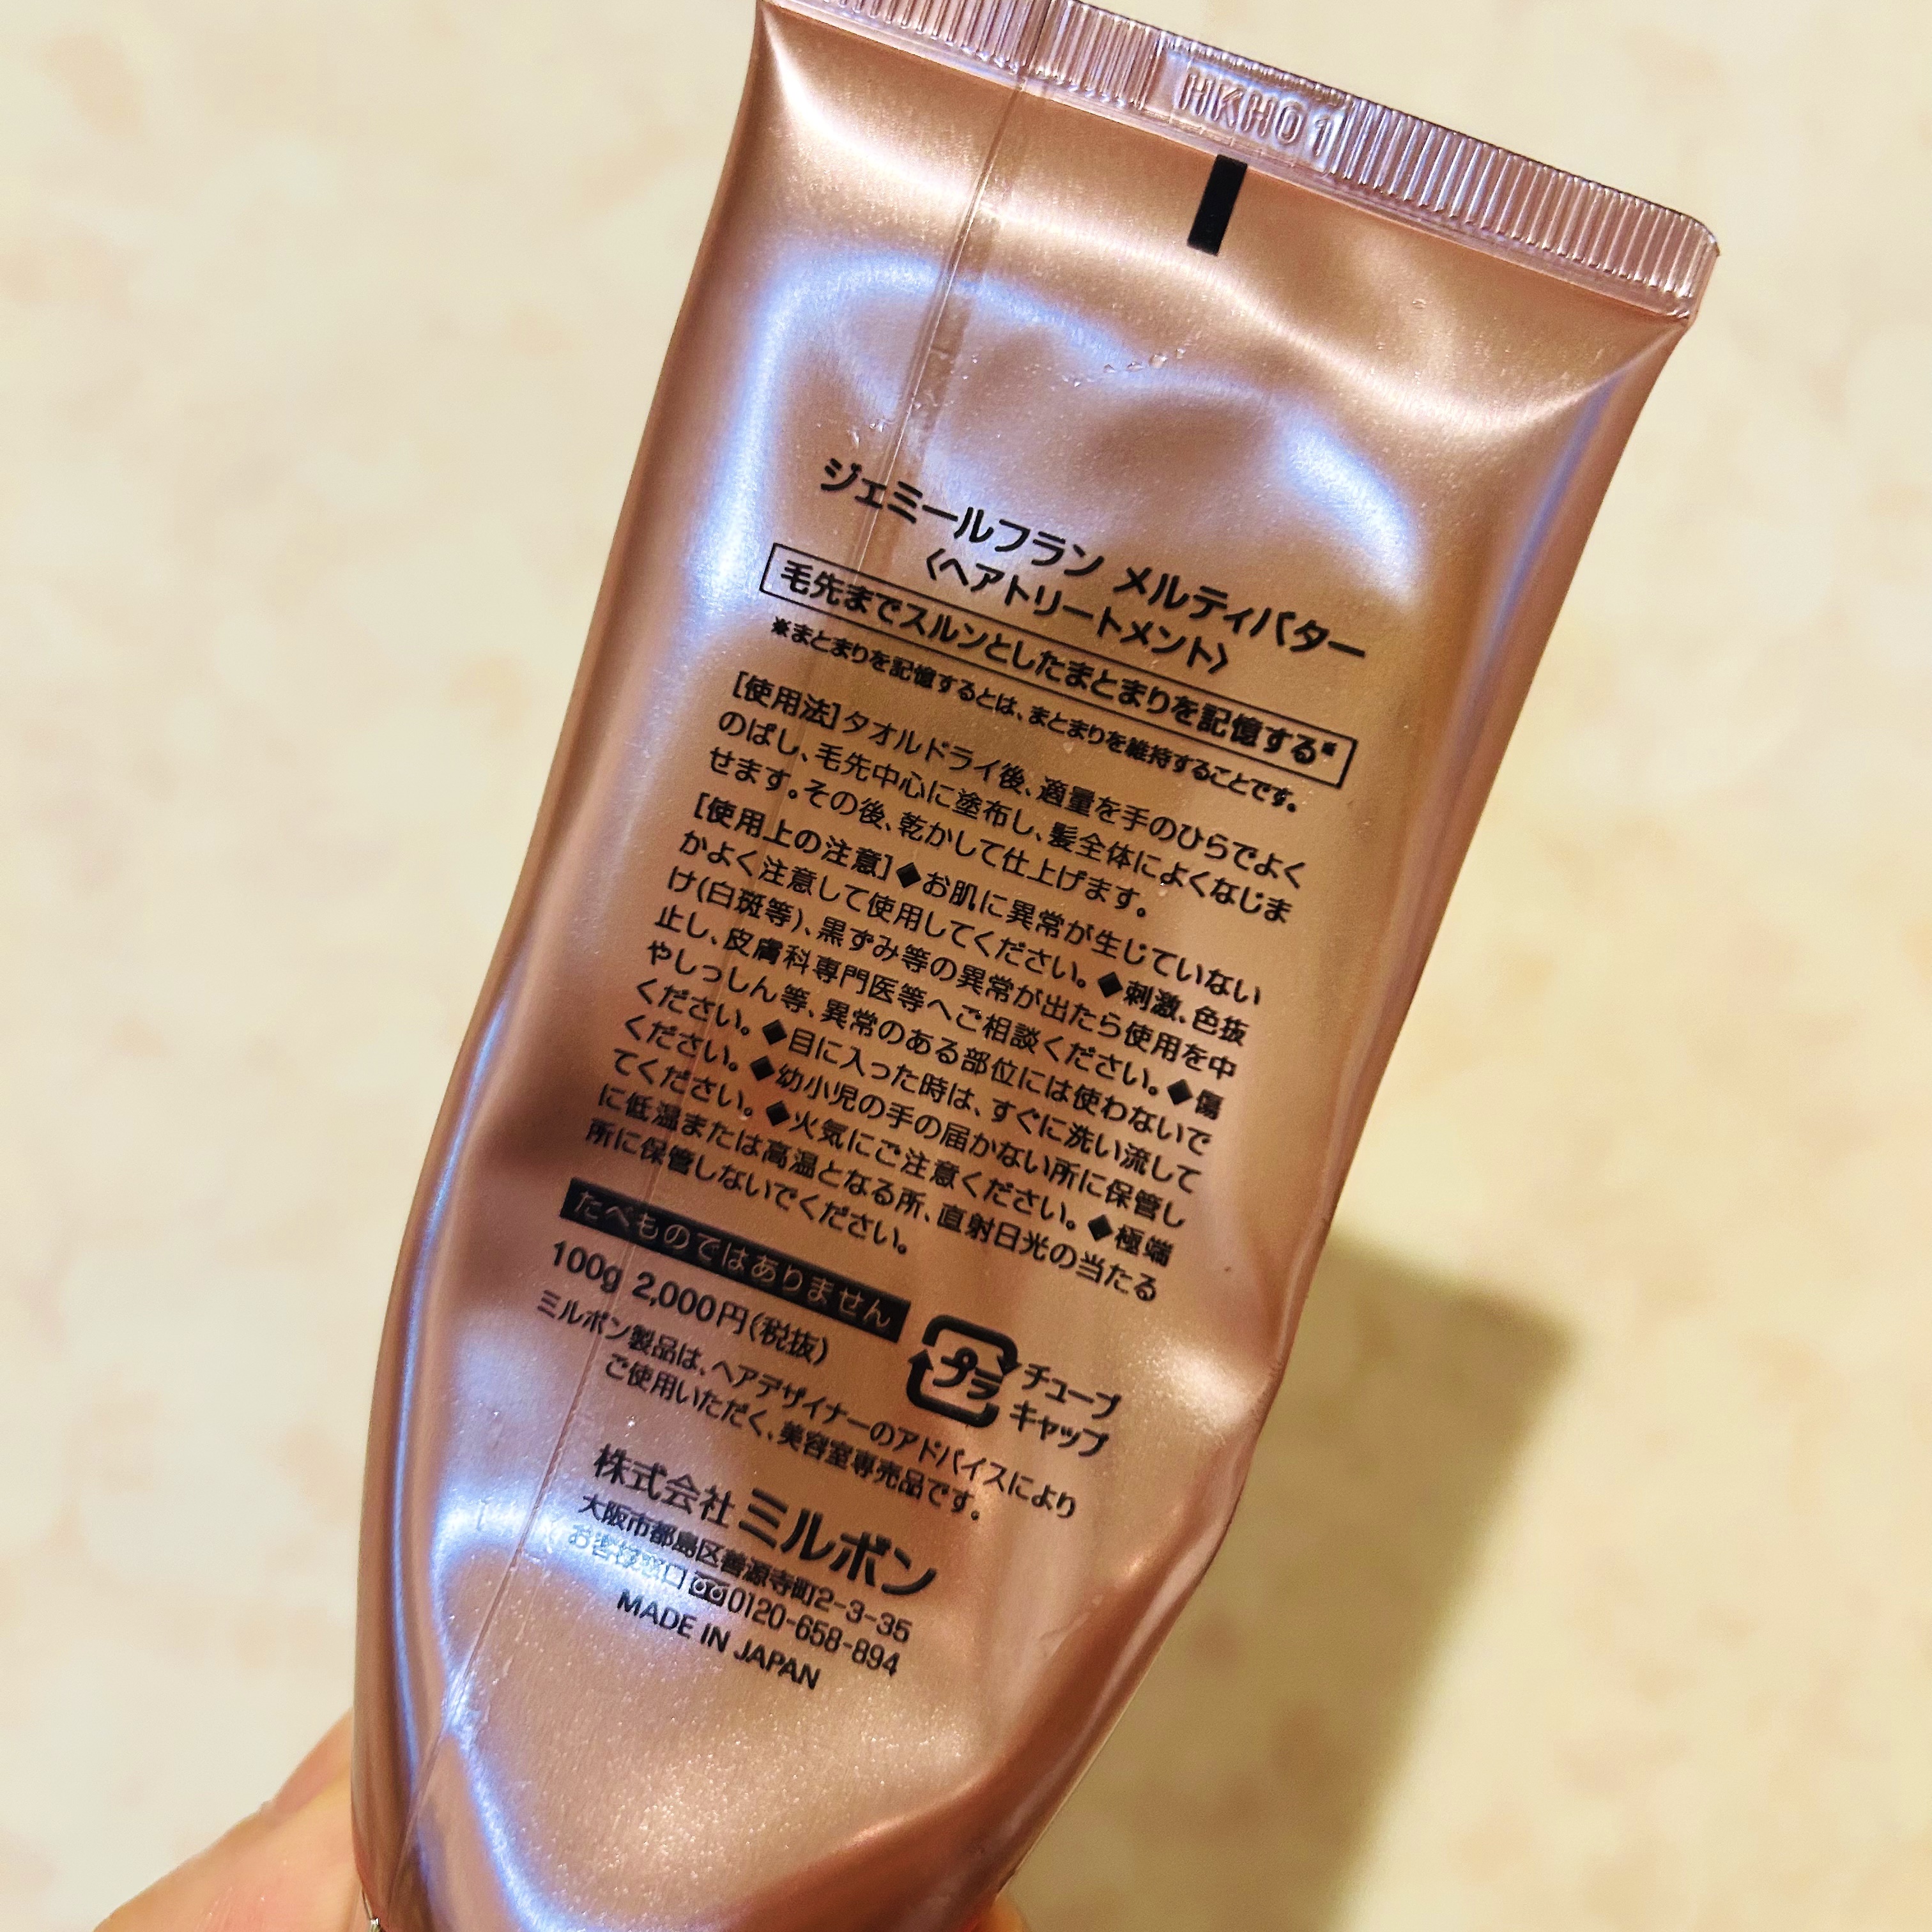 HKH01
ジェミールフラン メルティバター
〈ヘアトリートメント〉
毛先までスルンとしたまとまりを記憶する※
※まとまりを記憶するとは、まとまりを維持することです。
[使用法]タオルドライ後、適量を手のひらでよく
のばし、毛先中心に塗布し、髪全体によくなじま
せます。その後、乾かして仕上げます。
[使用上の注意]◆お肌に異常が生じていない
かよく注意して使用してください。◆刺激、色抜
け(白斑等)、黒ずみ等の異常が出たら使用を中
止し、皮膚科専門医等へご相談ください。◆傷
やしっしん等、異常のある部位には使わないで
ください。◆目に入った時は、すぐに洗い流して
ください。◆幼小児の手の届かない所に保管し
てください。◆火気にご注意ください。◆極端
に低温または高温となる所、直射日光の当たる
所に保管しないでください。
たべものではありません
100g 2,000円(税抜)
プラ
チューブ
キャップ
ミルボン製品は、ヘアデザイナーのアドバイスにより
ご使用いただく、美容室専売品です。
株式会社 ミルボン
大阪市都島区善源寺町2-3-35
お客様窓口 0120-658-894
MADE IN JAPAN